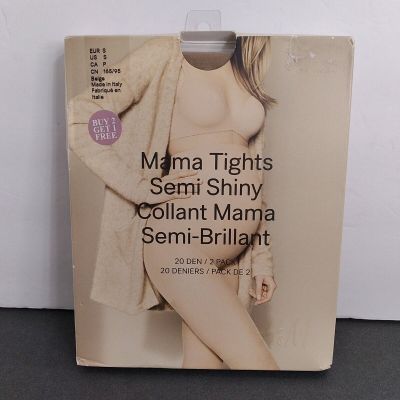 EUR S
US S
CA P
CN 165/95
Beige
Made in Italy
Fabriqué en
Italie
BUY 2
GET 1
FREE
Mama Tights
Semi Shiny
Collant Mama
Semi-Brillant
20 DEN / 2 PACK
20 DENIERS / PACK DE 2